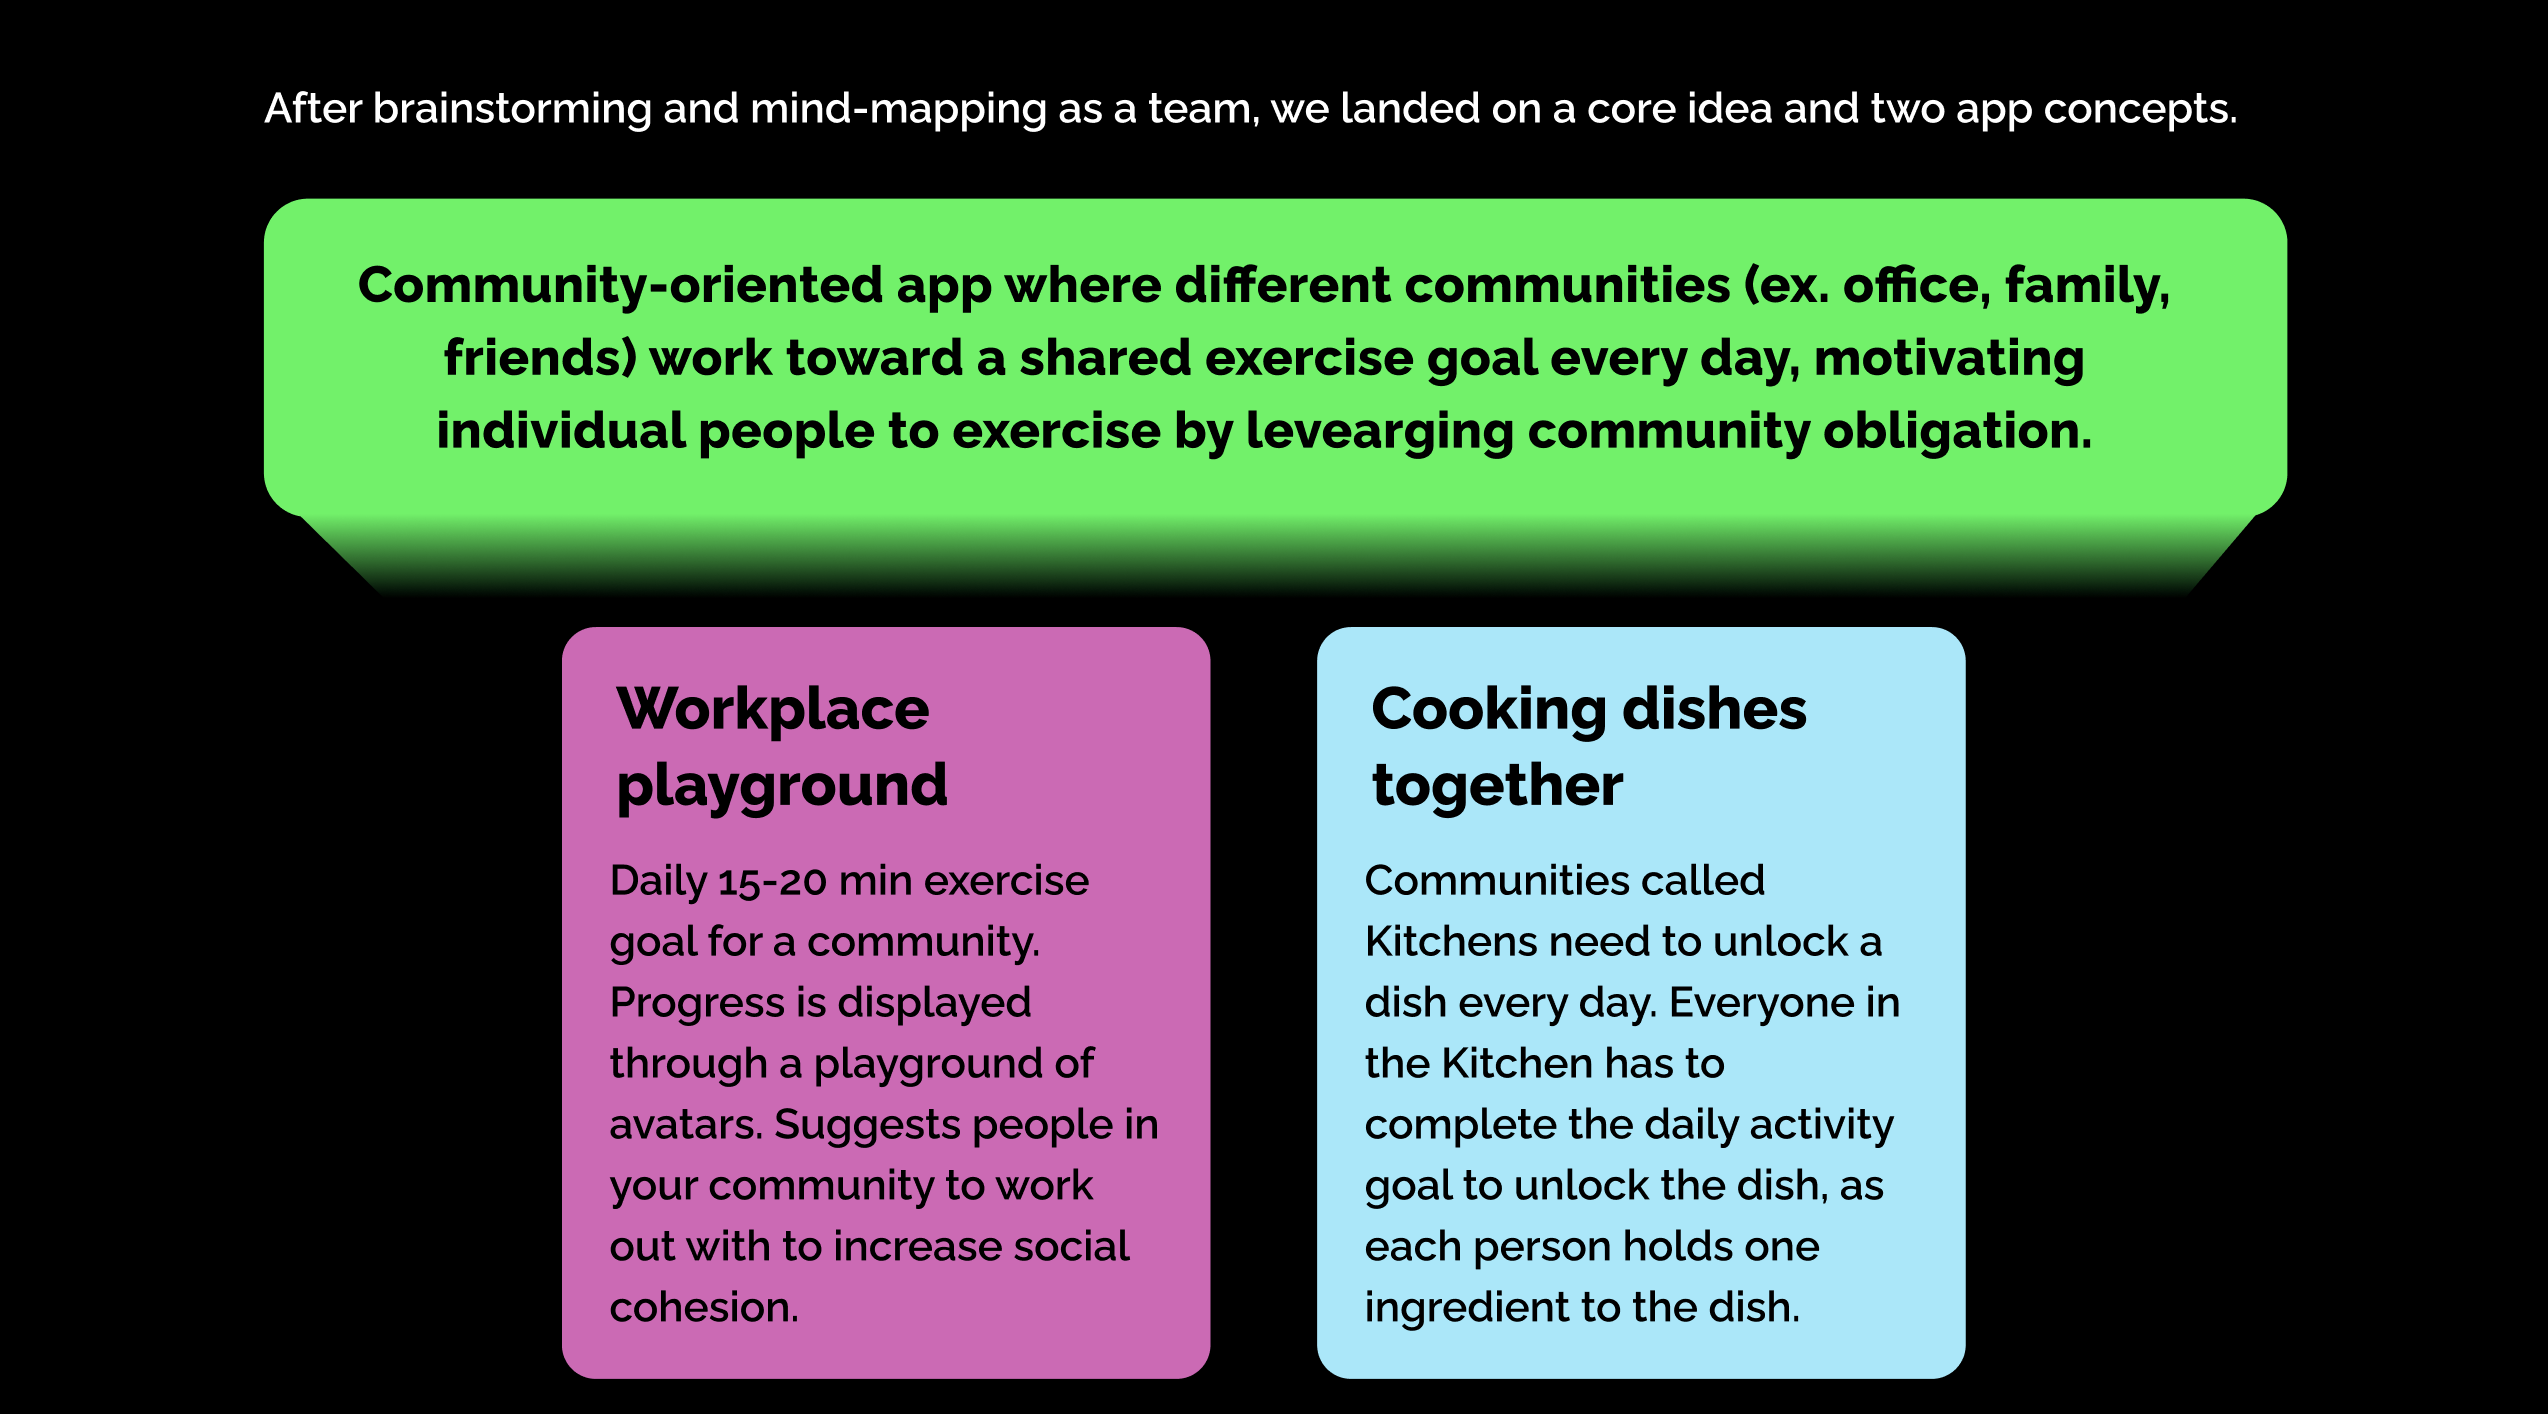 After brainstorming and mind-mapping as a team, we landed on a core idea and two app concepts.
Community-oriented app where different communities (ex. office, family,
friends) work toward a shared exercise goal every day, motivating
individual people to exercise by levearging community obligation.
Workplace
playground
Daily 15-20 min exercise
goal for a community.
Progress is displayed
through a playground of
avatars. Suggests people in
your community to work
out with to increase social
cohesion.
Cooking dishes
together
Communities called
Kitchens need to unlock a
dish every day. Everyone in
the Kitchen has to
complete the daily activity
goal to unlock the dish, as
each person holds one
ingredient to the dish.